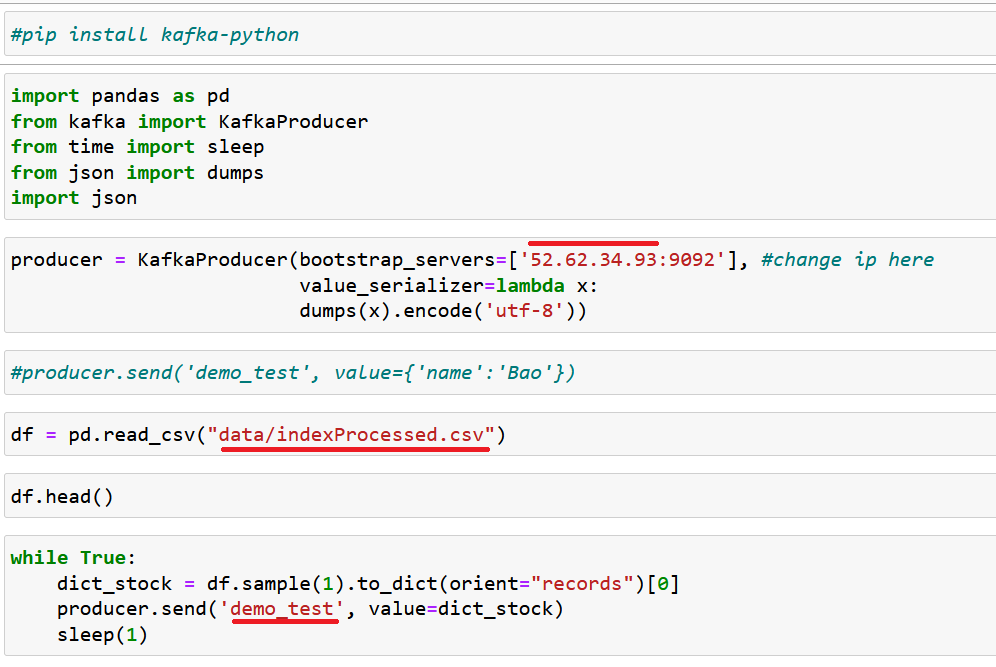 #pip install kafka-python
import pandas as pd
from kafka import KafkaProducer
from time import sleep
from json import dumps
import json
producer = KafkaProducer(bootstrap_servers=['52.62.34.93:9092'], #change ip here
                         value_serializer=lambda x:
                         dumps(x).encode('utf-8'))
#producer.send('demo_test', value={'name':'Bao'})
df = pd.read_csv("data/indexProcessed.csv")
df.head()
while True:
    dict_stock = df.sample(1).to_dict(orient="records")[0]
    producer.send('demo_test', value=dict_stock)
    sleep(1)